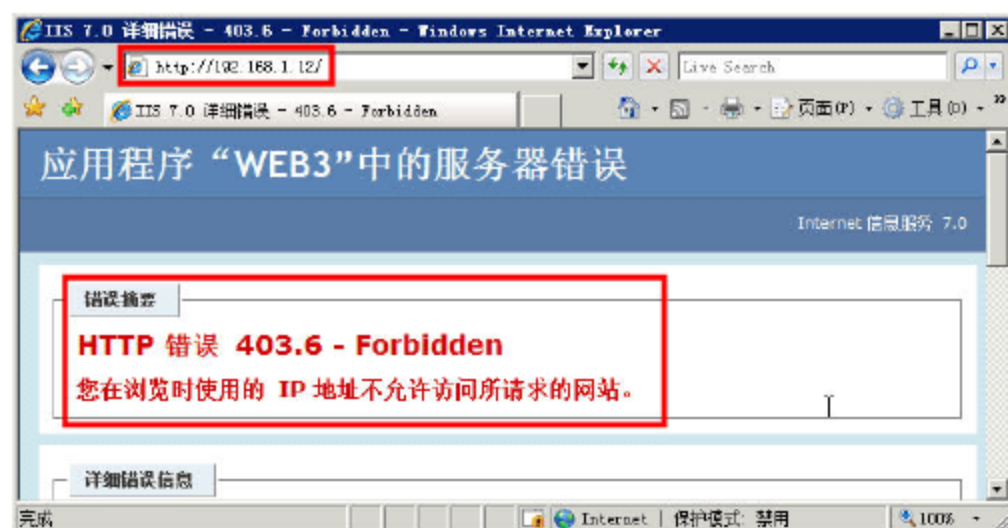 IIS 7.0 详细错误 - 403.6 - Forbidden - Windows Internet Explorer
http://192.168.1.12/
Live Search
IIS 7.0 详细错误 - 403.6 - Forbidden
页面(P)
工具(O)
应用程序“WEB3”中的服务器错误
Internet 信息服务 7.0
错误摘要
HTTP 错误 403.6 - Forbidden
您在浏览时使用的 IP 地址不允许访问所请求的网站。
详细错误信息
完成
Internet | 保护模式: 禁用
100%